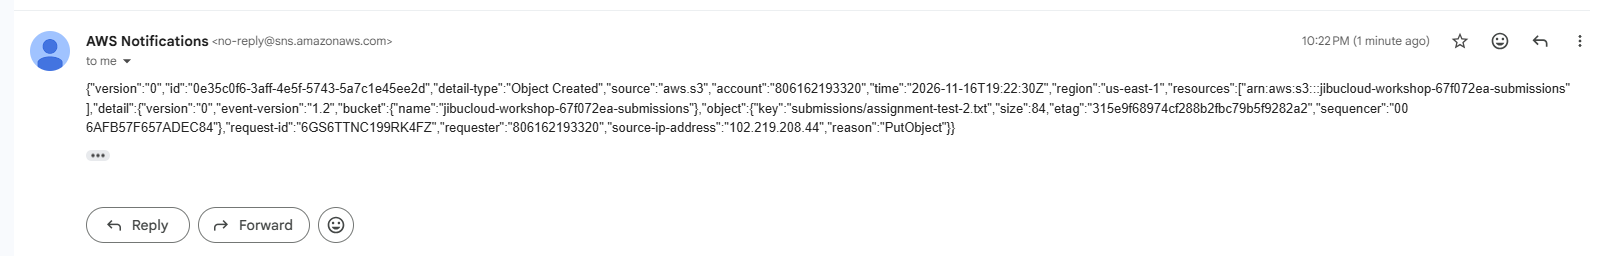 AWS Notifications <no-reply@sns.amazonaws.com>
10:22 PM (1 minute ago)
to me
{"version":"0","id":"0e35c0f6-3aff-4e5f-5743-5a7c1e45ee2d","detail-type":"Object Created","source":"aws.s3","account":"806162193320","time":"2026-11-16T19:22:30Z","region":"us-east-1","resources":["arn:aws:s3:::jibucloud-workshop-67f072ea-submissions"
],"detail":{"version":"0","event-version":"1.2","bucket":{"name":"jibucloud-workshop-67f072ea-submissions"},"object":{"key":"submissions/assignment-test-2.txt","size":84,"etag":"315e9f68974cf288b2fbc79b5f9282a2","sequencer":"00
6AFB57F657ADEC84"},"request-id":"6GS6TTNC199RK4FZ","requester":"806162193320","source-ip-address":"102.219.208.44","reason":"PutObject"}}
Reply
Forward